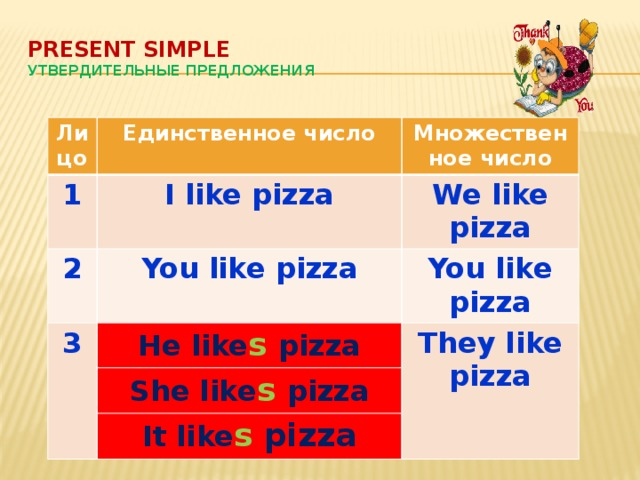 PRESENT SIMPLE
УТВЕРДИТЕЛЬНЫЕ ПРЕДЛОЖЕНИЯ
Thank
You
Ли
цо
Единственное число
Множествен
ное число
1
I like pizza
We like
pizza
2
You like pizza
You like
pizza
3
He likes pizza
She likes pizza
It likes pizza
They like
pizza